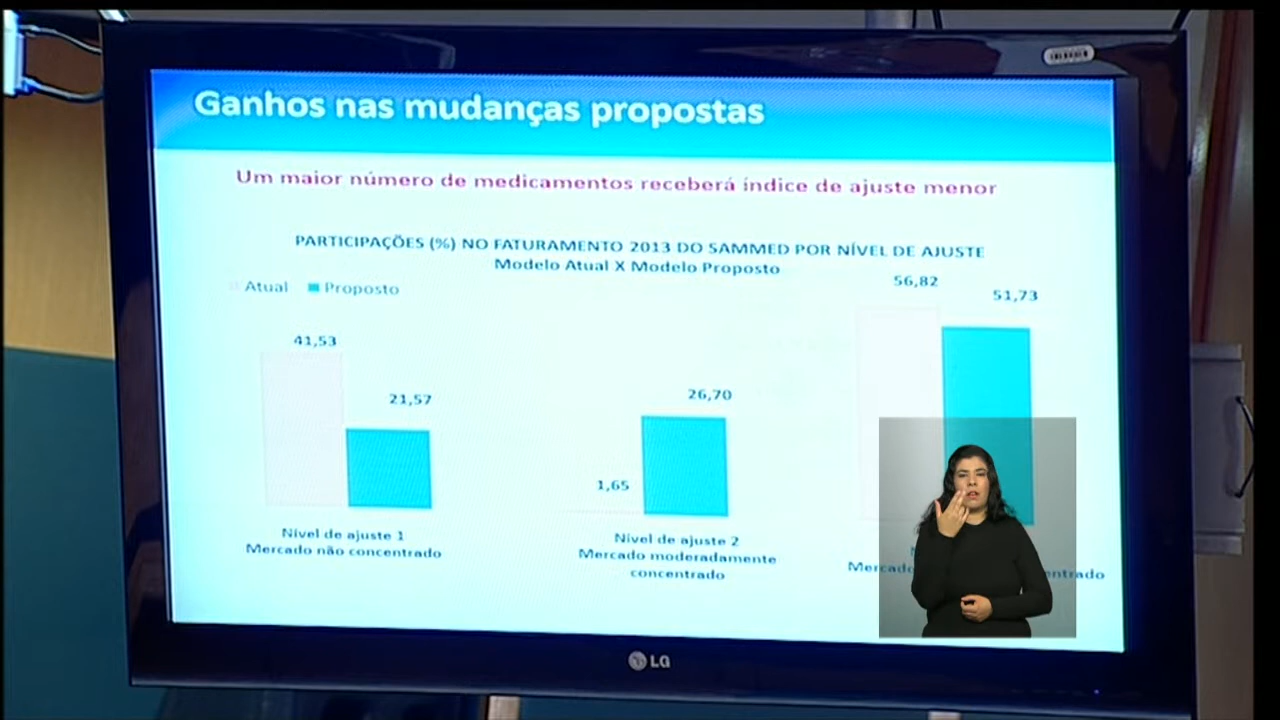 Ganhos nas mudanças propostas
Um maior número de medicamentos receberá índice de ajuste menor
PARTICIPAÇÕES (%) NO FATURAMENTO 2013 DO SAMMED POR NÍVEL DE AJUSTE
Modelo Atual X Modelo Proposto
Atual Proposto
41,53
21,57
1,65
26,70
56,82
51,73
Nível de ajuste 1
Mercado não concentrado
Nível de ajuste 2
Mercado moderadamente
concentrado
Mercado
LG